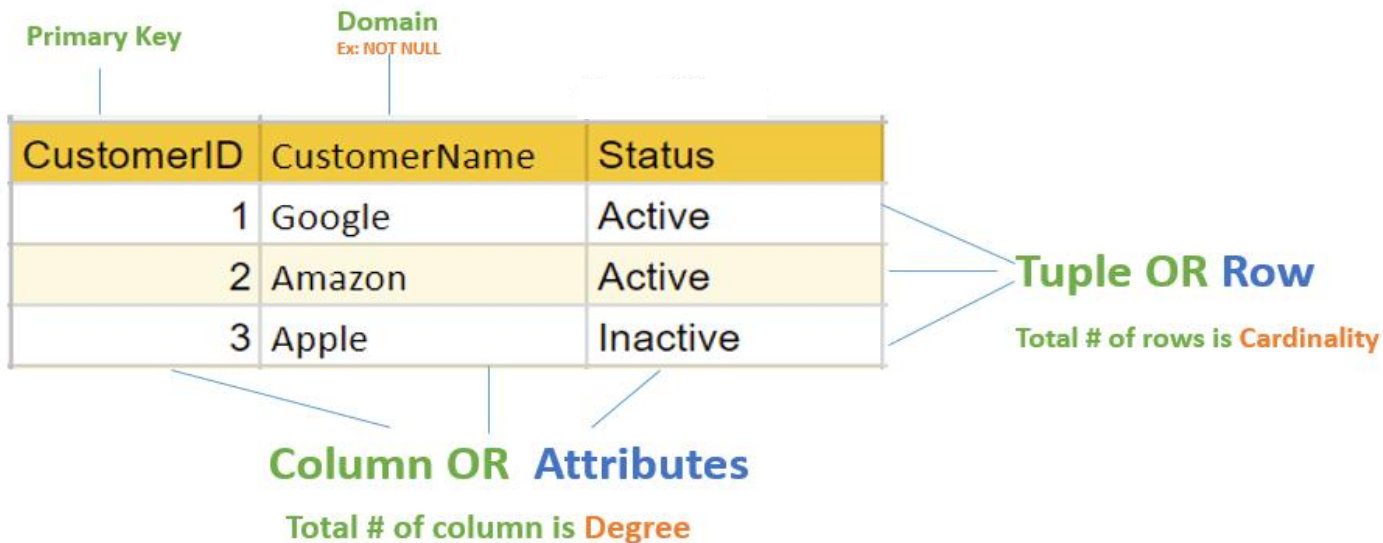 Primary Key
Domain
Ex: NOT NULL
CustomerID CustomerName Status
1 Google Active
2 Amazon Active
3 Apple Inactive
Tuple OR Row
Total # of rows is Cardinality
Column OR Attributes
Total # of column is Degree